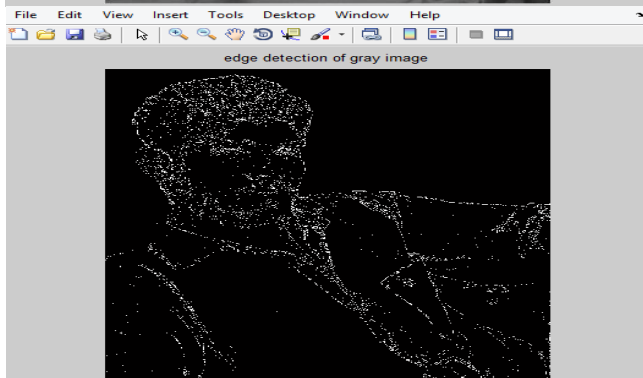 File Edit View Insert Tools Desktop Window Help
edge detection of gray image